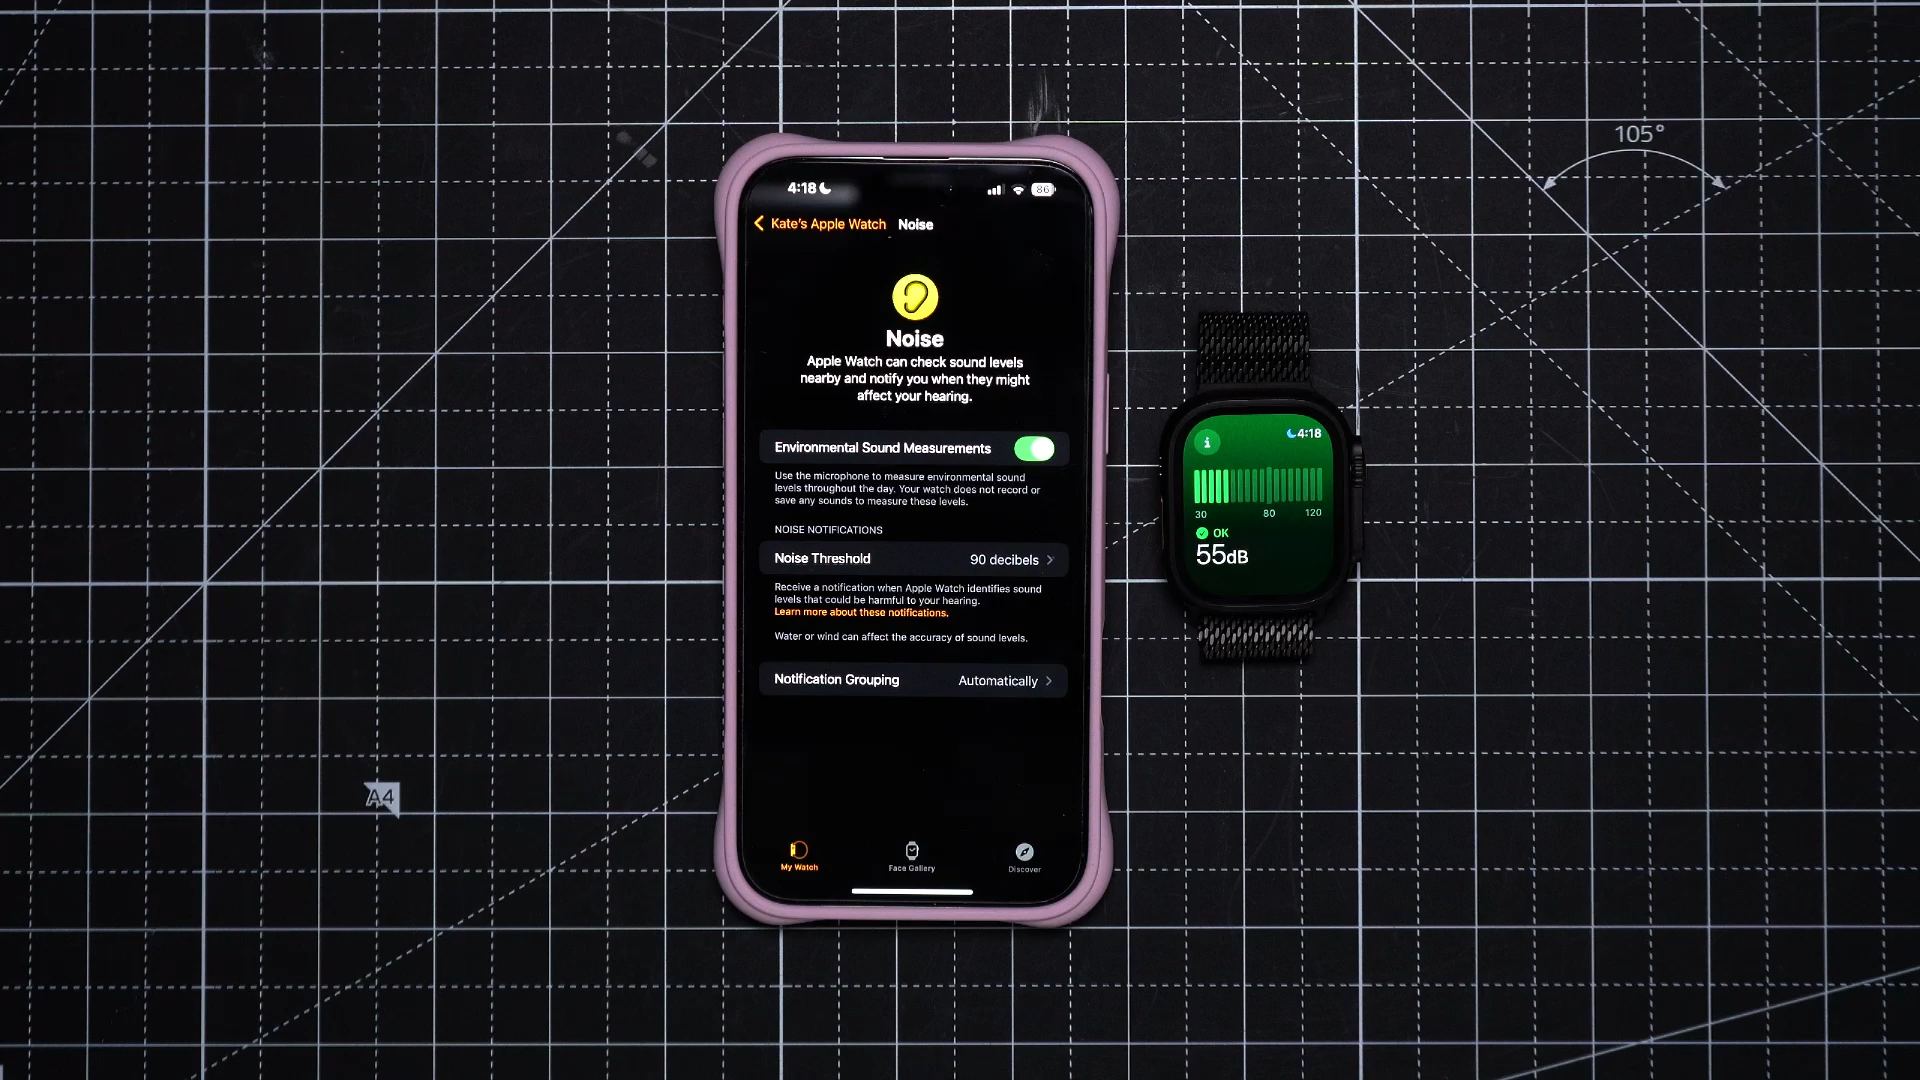 105°
4:18
86
Kate's Apple Watch Noise
Noise
Apple Watch can check sound levels
nearby and notify you when they might
affect your hearing.
Environmental Sound Measurements
Use the microphone to measure environmental sound
levels throughout the day. Your watch does not record or
save any sounds to measure these levels.
NOISE NOTIFICATIONS
Noise Threshold 90 decibels
Receive a notification when Apple Watch identifies sound
levels that could be harmful to your hearing.
Learn more about these notifications.
Water or wind can affect the accuracy of sound levels.
Notification Grouping Automatically
My Watch Face Gallery Discover
i 4:18
30 80 120
OK
55dB
A4